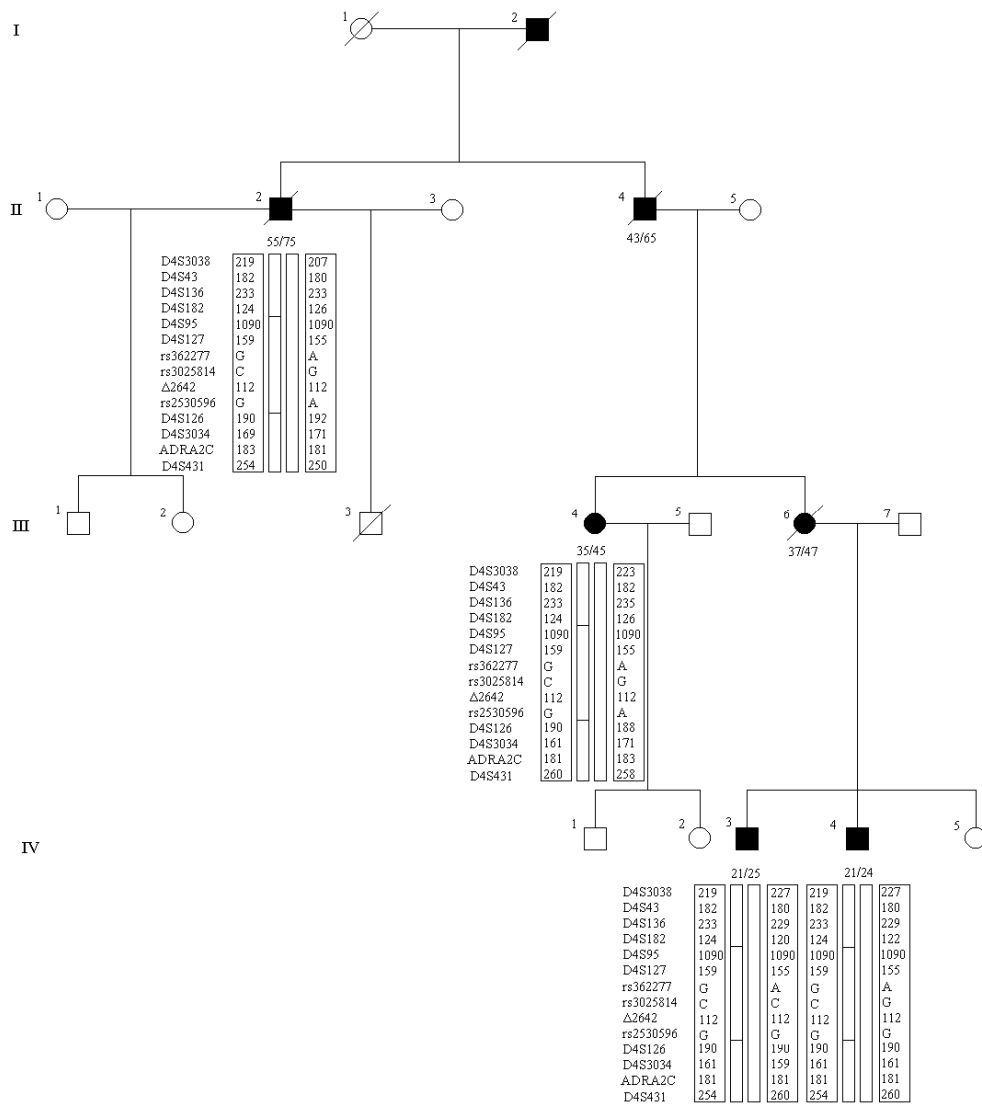 I 1 2
II 1 2 3 4 5
55/75 43/65
D4S3038 219 207
D4S43 182 180
D4S136 233 233
D4S182 124 126
D4S95 1090 1090
D4S127 159 155
rs362277 G A
rs3025814 C G
Δ2642 112 112
rs2530596 G A
D4S126 190 192
D4S3034 169 171
ADRA2C 183 181
D4S431 254 250
III 1 2 3 4 5 6 7
35/45 37/47
D4S3038 219 223
D4S43 182 182
D4S136 233 235
D4S182 124 126
D4S95 1090 1090
D4S127 159 155
rs362277 G A
rs3025814 C G
Δ2642 112 112
rs2530596 G A
D4S126 190 188
D4S3034 161 171
ADRA2C 181 183
D4S431 260 258
IV 1 2 3 4 5
21/25 21/24
D4S3038 219 227 219 227
D4S43 182 180 182 180
D4S136 233 229 233 229
D4S182 124 120 124 122
D4S95 1090 1090 1090 1090
D4S127 159 155 159 155
rs362277 G A G A
rs3025814 C C C G
Δ2642 112 112 112 112
rs2530596 G G G G
D4S126 190 190 190 190
D4S3034 161 159 161 161
ADRA2C 181 181 181 181
D4S431 254 260 254 260